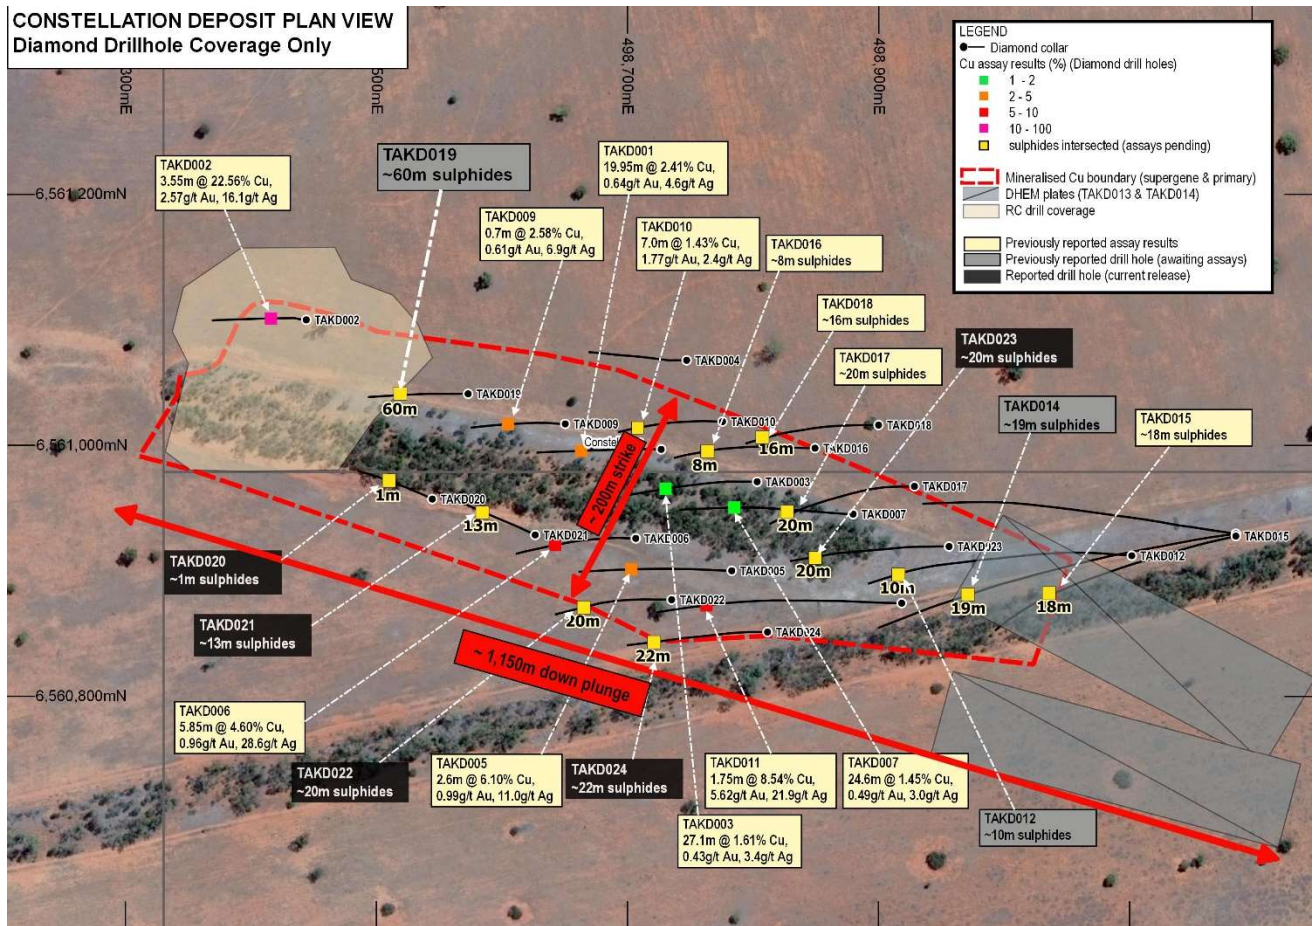 CONSTELLATION DEPOSIT PLAN VIEW
Diamond Drillhole Coverage Only
300mE
500mE
498,700mE
498,900mE
LEGEND
Diamond collar
Cu assay results (%) (Diamond drill holes)
1 - 2
2 - 5
5 - 10
10 - 100
sulphides intersected (assays pending)
Mineralised Cu boundary (supergene & primary)
DHEM plates (TAKD013 & TAKD014)
RC drill coverage
Previously reported assay results
Previously reported drill hole (awaiting assays)
Reported drill hole (current release)
6,561,200mN
6,561,000mN
6,560,800mN
TAKD002
3.55m @ 22.56% Cu,
2.57g/t Au, 16.1g/t Ag
TAKD019
~60m sulphides
TAKD001
19.95m @ 2.41% Cu,
0.64g/t Au, 4.6g/t Ag
TAKD009
0.7m @ 2.58% Cu,
0.61g/t Au, 6.9g/t Ag
TAKD010
7.0m @ 1.43% Cu,
1.77g/t Au, 2.4g/t Ag
TAKD016
~8m sulphides
TAKD018
~16m sulphides
TAKD017
~20m sulphides
TAKD023
~20m sulphides
TAKD014
~19m sulphides
TAKD015
~18m sulphides
TAKD002
TAKD004
TAKD019
60m
TAKD009
TAKD010
TAKD018
Constel
8m
16m
TAKD016
1m
TAKD020
TAKD003
TAKD017
13m
20m
TAKD007
TAKD021
TAKD006
TAKD023
TAKD015
TAKD012
TAKD005
20m
10m
TAKD022
20m
19m
18m
TAKD024
22m
~ 200m strike
~ 1,150m down plunge
TAKD020
~1m sulphides
TAKD021
~13m sulphides
TAKD006
5.85m @ 4.60% Cu,
0.96g/t Au, 28.6g/t Ag
TAKD022
~20m sulphides
TAKD005
2.6m @ 6.10% Cu,
0.99g/t Au, 11.0g/t Ag
TAKD024
~22m sulphides
TAKD003
27.1m @ 1.61% Cu,
0.43g/t Au, 3.4g/t Ag
TAKD011
1.75m @ 8.54% Cu,
5.62g/t Au, 21.9g/t Ag
TAKD007
24.6m @ 1.45% Cu,
0.49g/t Au, 3.0g/t Ag
TAKD012
~10m sulphides